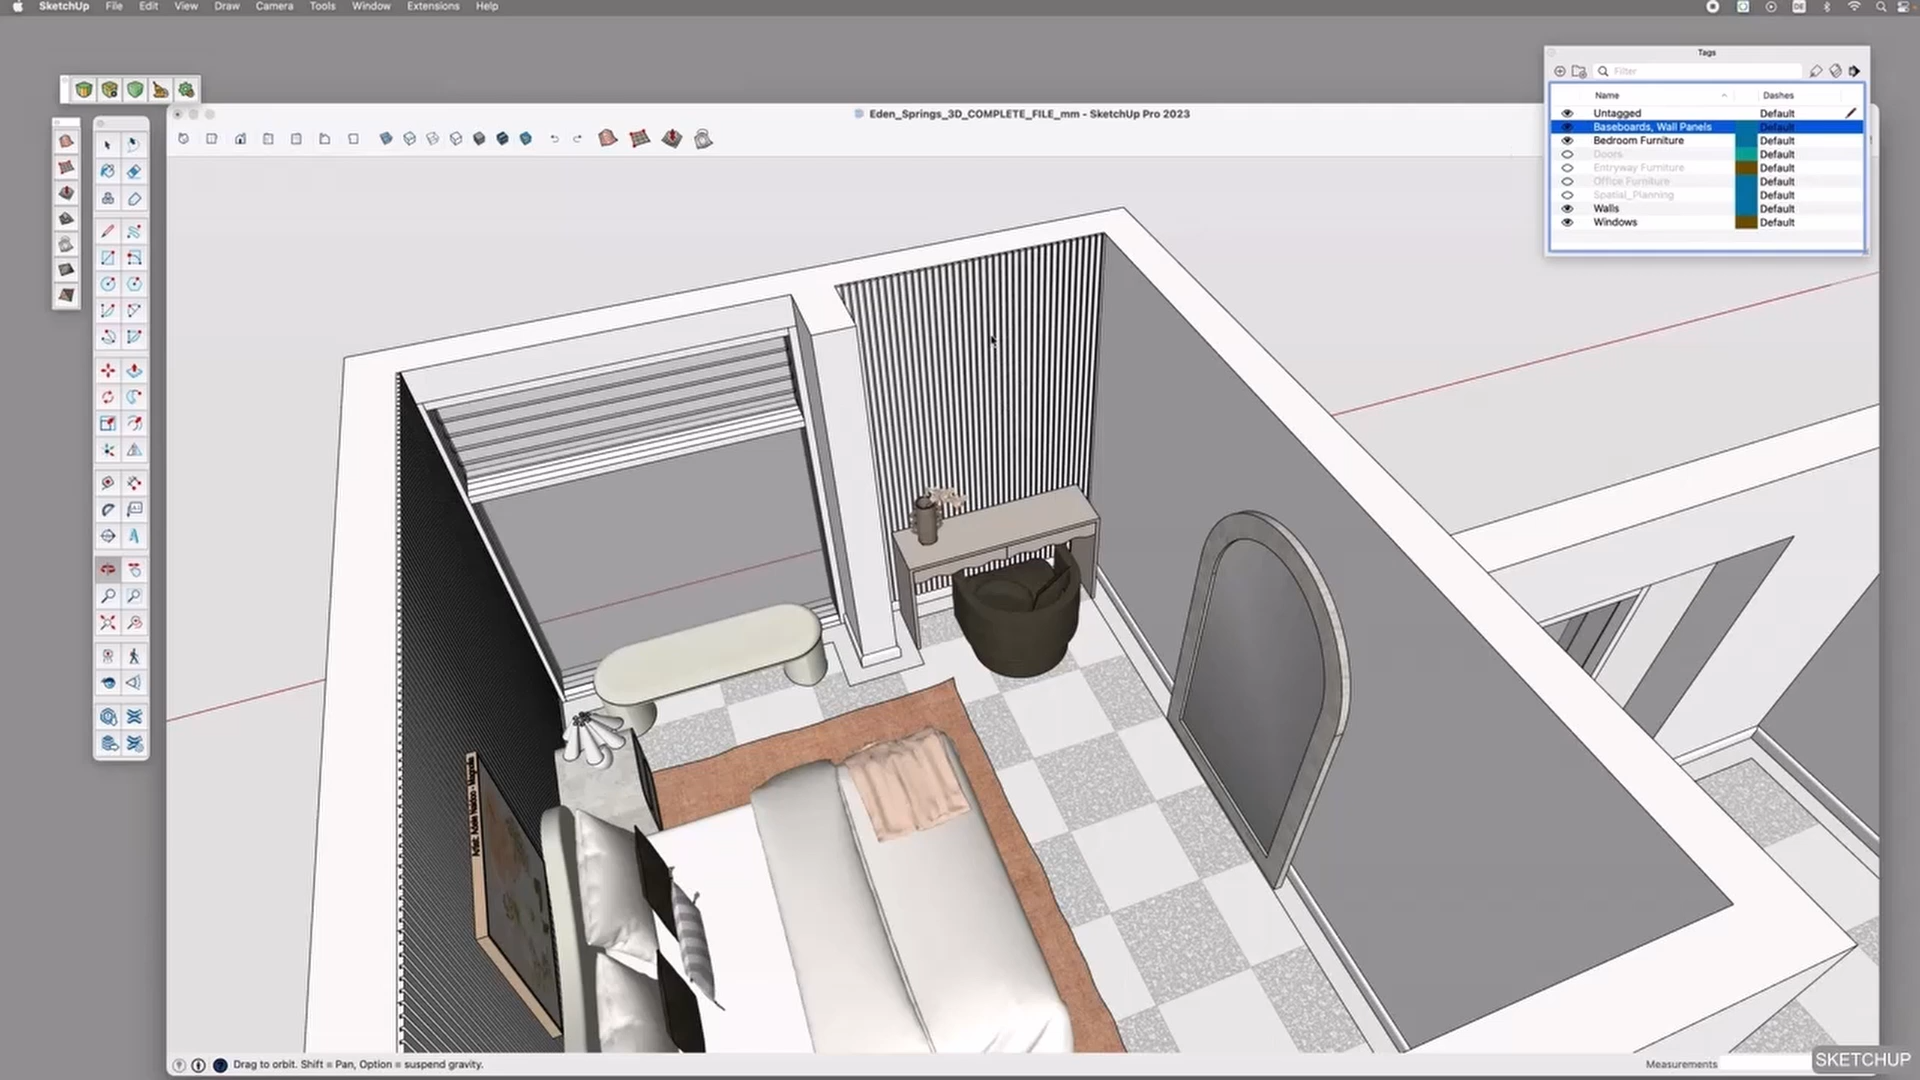 SketchUp File Edit View Draw Camera Tools Window Extensions Help
Tags
Filter
Name Dashes
Untagged Default
Baseboards, Wall Panels Default
Bedroom Furniture Default
Doors Default
Entryway Furniture Default
Office Furniture Default
Spatial_Planning Default
Walls Default
Windows Default
Eden_Springs_3D_COMPLETE_FILE_mm - SketchUp Pro 2023
Drag to orbit. Shift = Pan, Option = suspend gravity.
Measurements
SKETCHUP